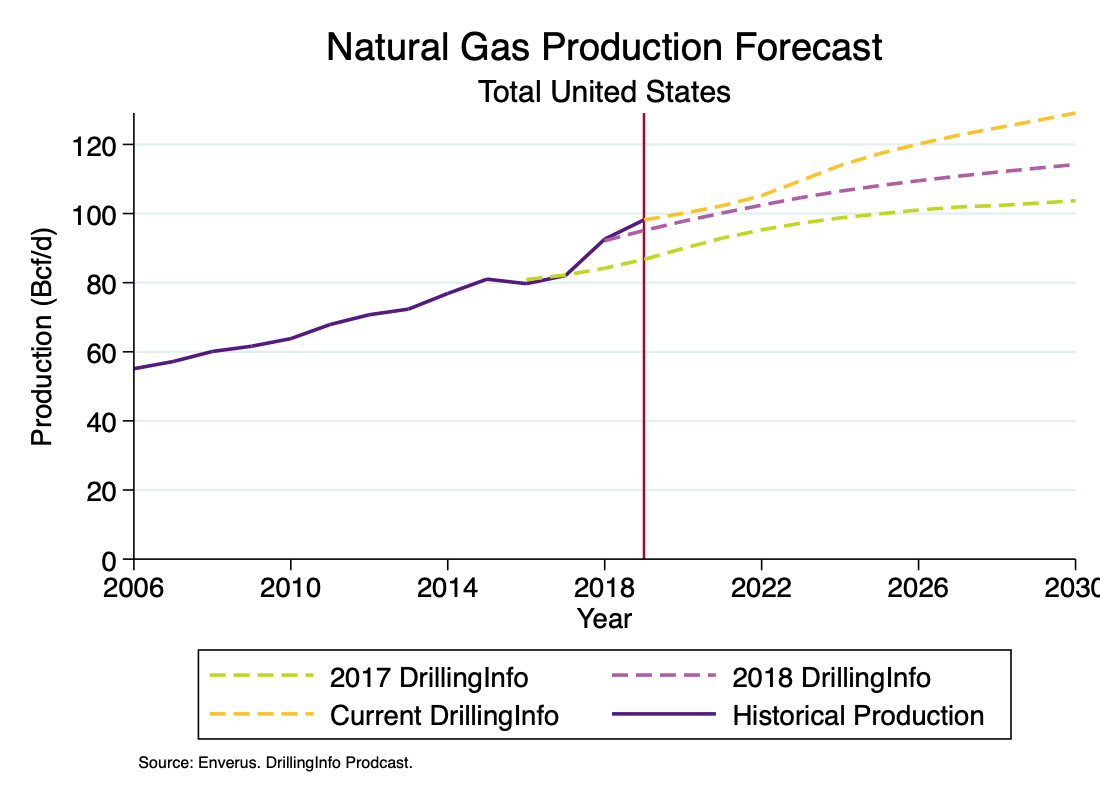 Natural Gas Production Forecast
Total United States
Production (Bcf/d)
120
100
80
60
40
20
0
2006 2010 2014 2018 2022 2026 2030
Year
2017 DrillingInfo 2018 DrillingInfo
Current DrillingInfo Historical Production
Source: Enverus. DrillingInfo Prodcast.